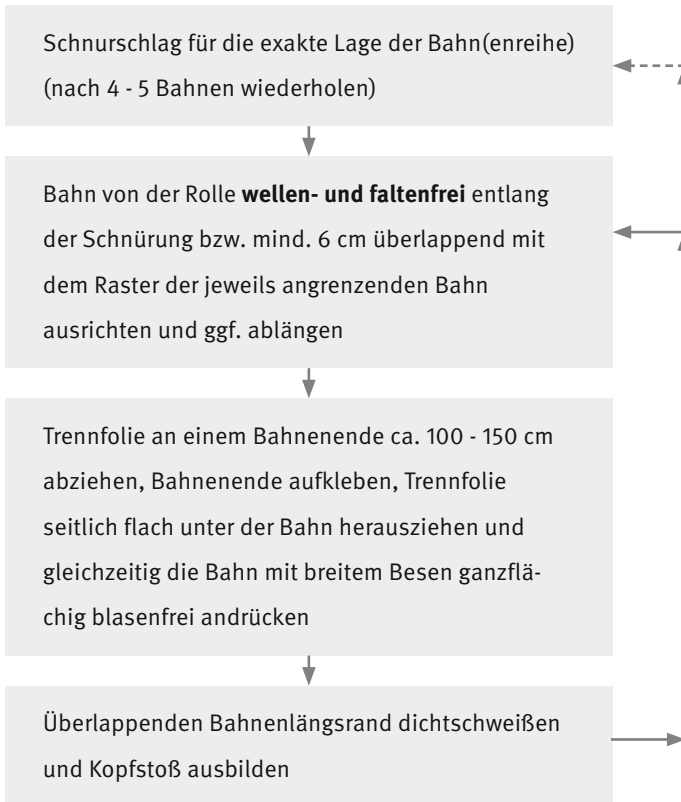 Schnurschlag für die exakte Lage der Bahn(enreihe)
(nach 4 - 5 Bahnen wiederholen)
Bahn von der Rolle wellen- und faltenfrei entlang
der Schnürung bzw. mind. 6 cm überlappend mit
dem Raster der jeweils angrenzenden Bahn
ausrichten und ggf. ablängen
Trennfolie an einem Bahnenende ca. 100 - 150 cm
abziehen, Bahnenende aufkleben, Trennfolie
seitlich flach unter der Bahn herausziehen und
gleichzeitig die Bahn mit breitem Besen ganzflä-
chig blasenfrei andrücken
Überlappenden Bahnenlängsrand dichtschweißen
und Kopfstoß ausbilden